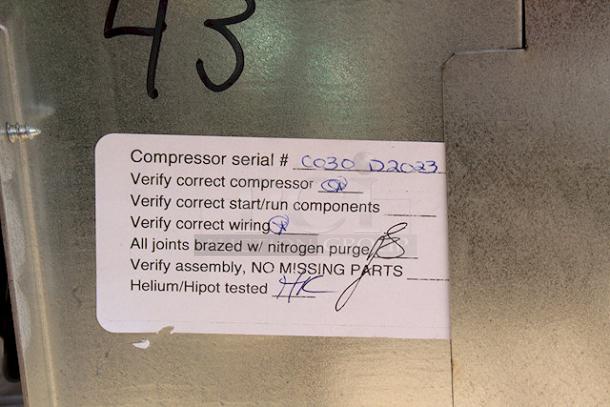 43
Compressor serial # C030 D2023
Verify correct compressor
Verify correct start/run components
Verify correct wiring
All joints brazed w/ nitrogen purge
Verify assembly, NO MISSING PARTS
Helium/Hipot tested HK